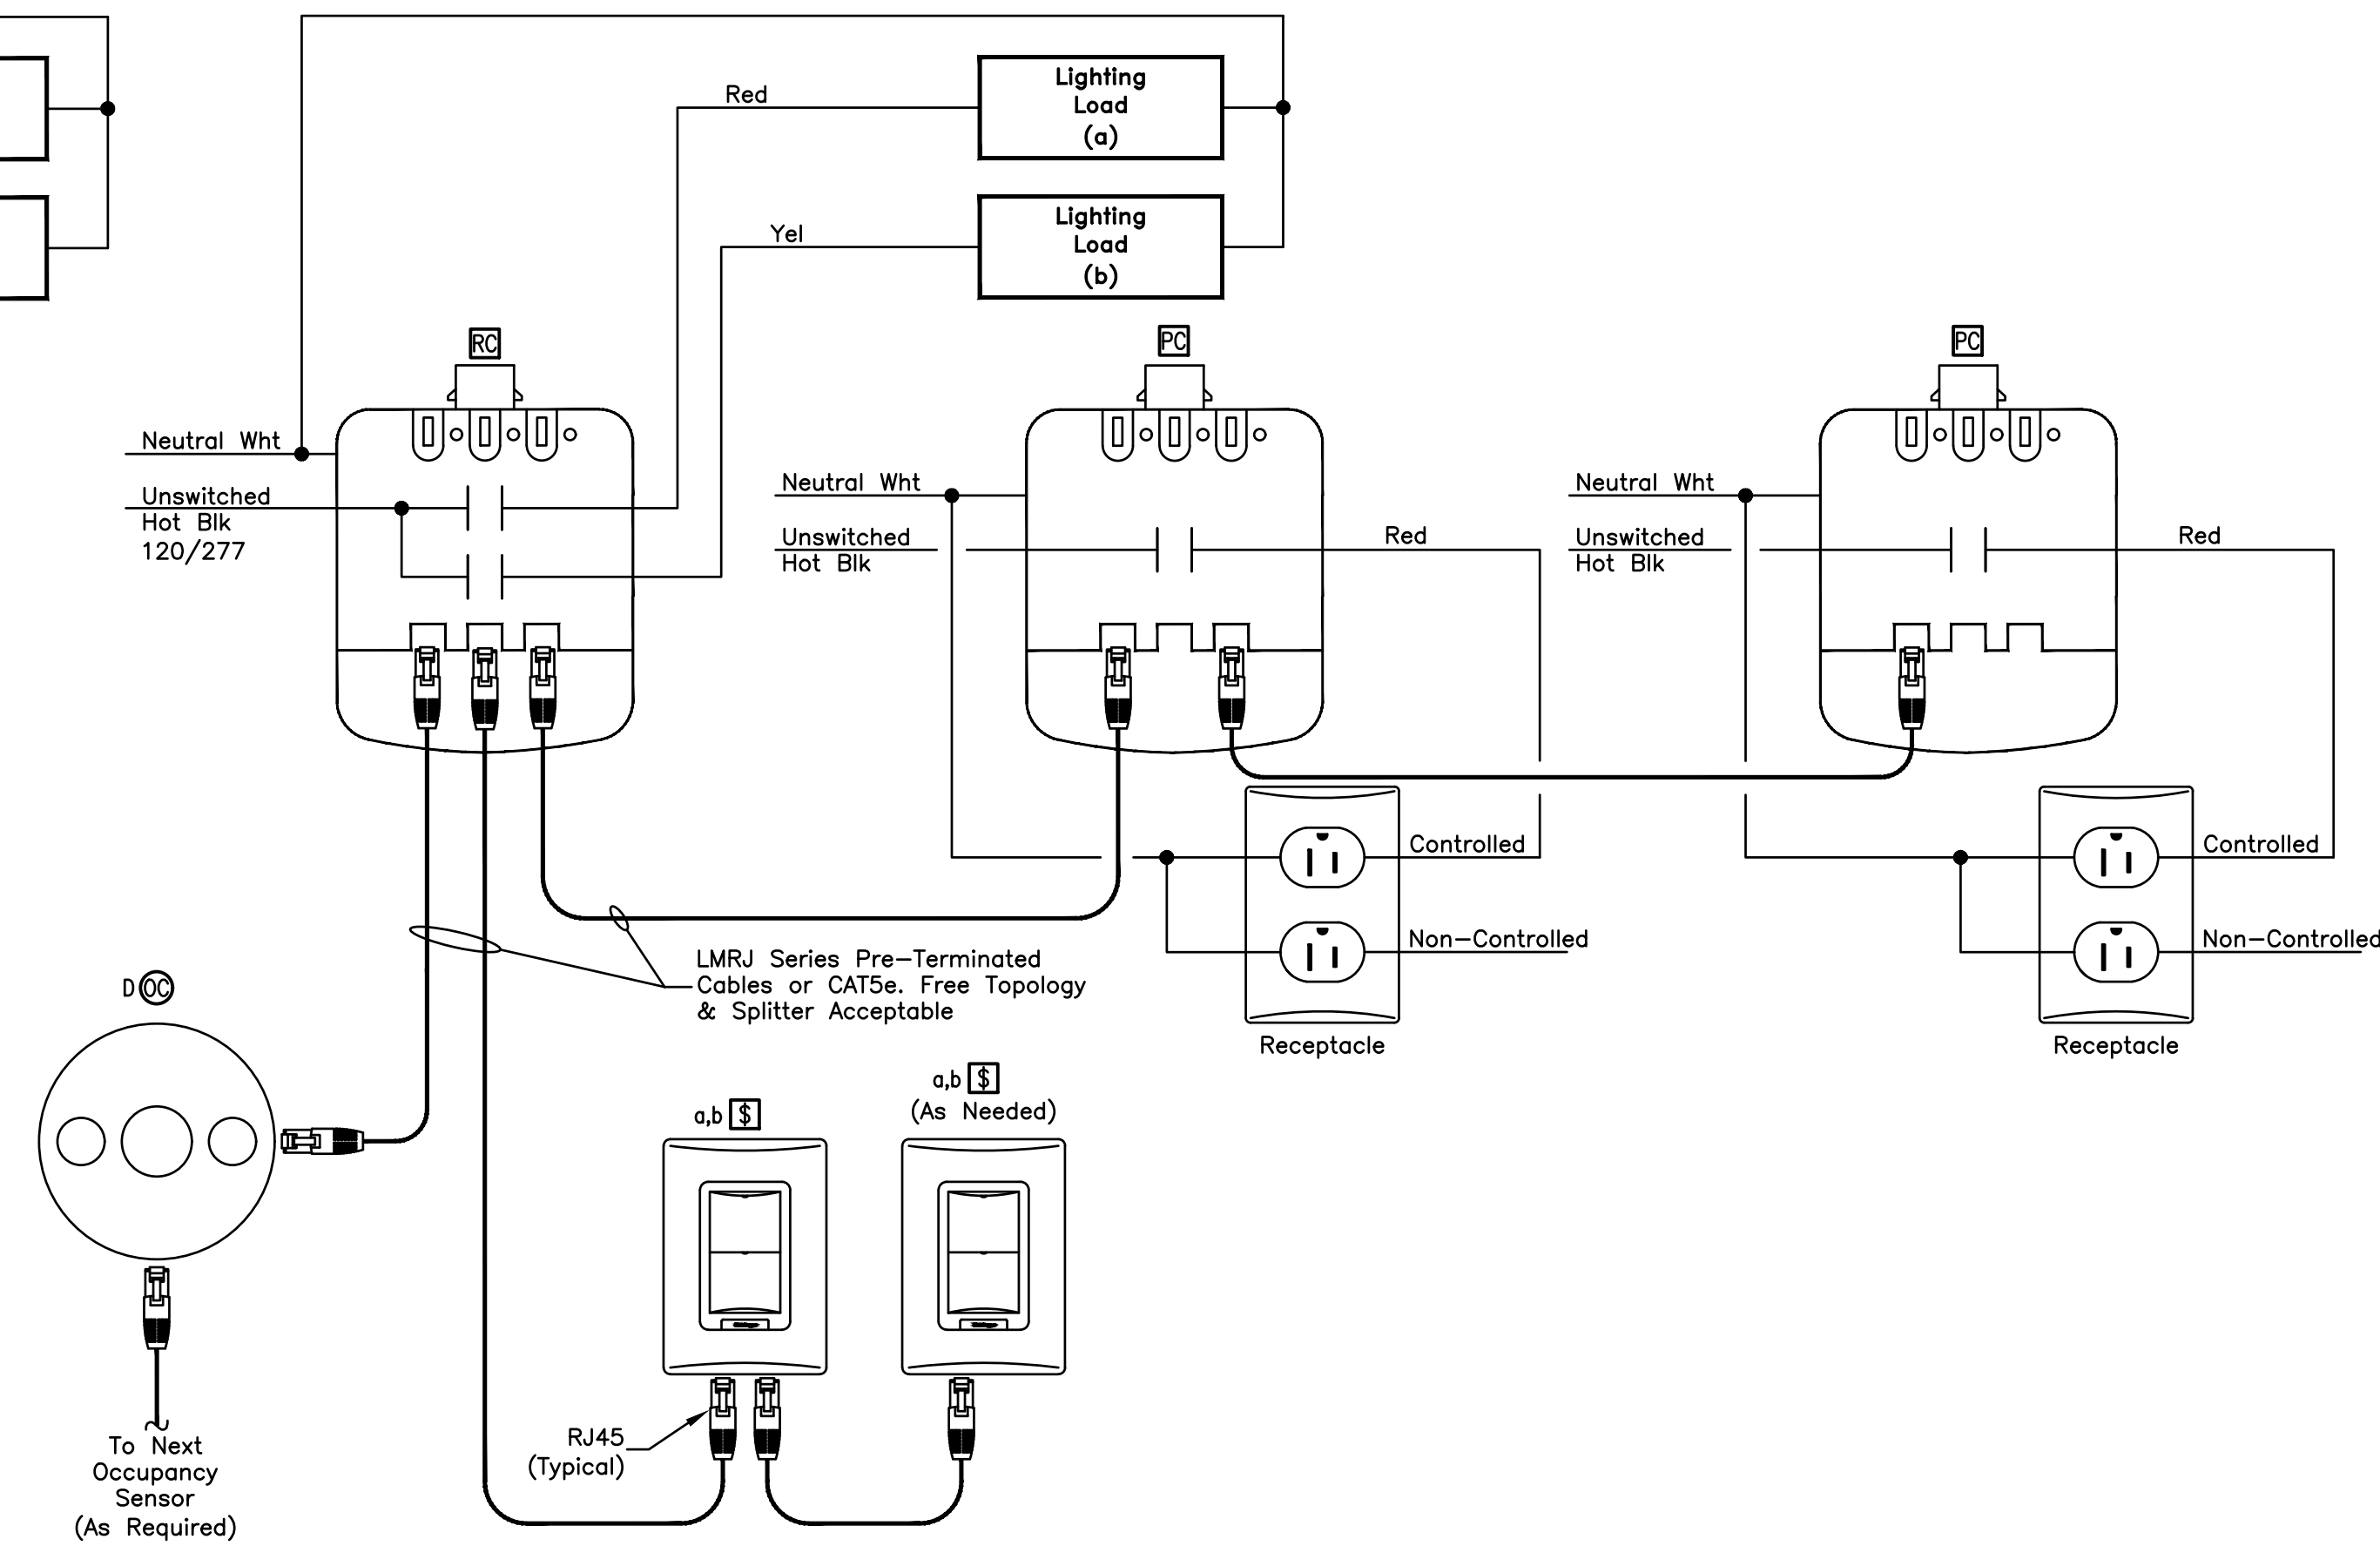 Red
Lighting
Load
(a)
Yel
Lighting
Load
(b)
RC
PC
PC
Neutral Wht
Unswitched
Hot Blk
120/277
Neutral Wht
Unswitched
Hot Blk
Red
Neutral Wht
Unswitched
Hot Blk
Red
Controlled
Non-Controlled
Receptacle
Controlled
Non-Controlled
Receptacle
LMRJ Series Pre-Terminated
Cables or CAT5e. Free Topology
& Splitter Acceptable
D OC
a,b $
a,b $
(As Needed)
RJ45
(Typical)
To Next
Occupancy
Sensor
(As Required)